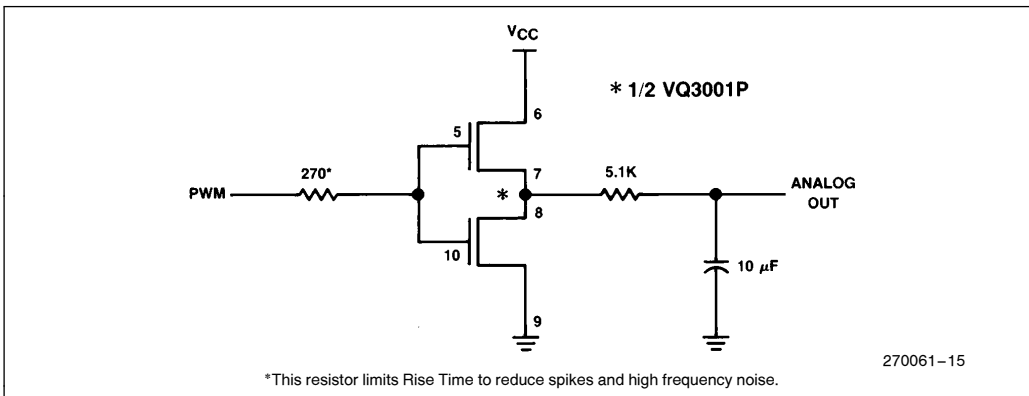 VCC
* 1/2 VQ3001P
6
5
7
270*
5.1K
PWM
*
ANALOG
OUT
8
10
10 μF
9
270061–15
*This resistor limits Rise Time to reduce spikes and high frequency noise.